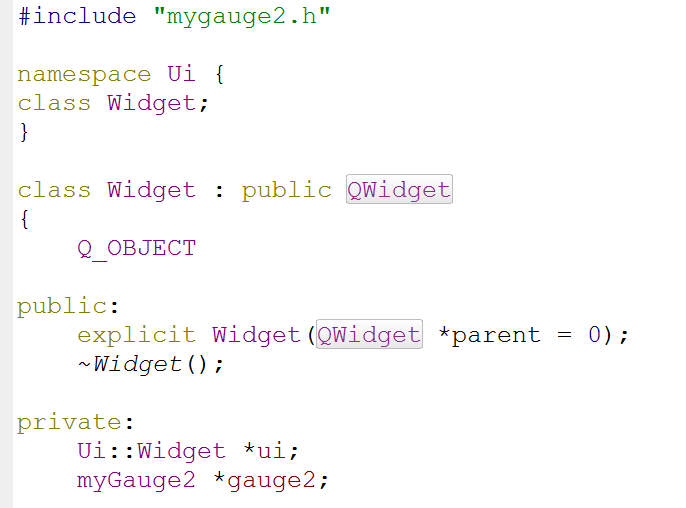 #include "mygauge2.h"
namespace Ui {
class Widget;
}
class Widget : public QWidget
{
    Q_OBJECT
public:
    explicit Widget(QWidget *parent = 0);
    ~Widget();
private:
    Ui::Widget *ui;
    myGauge2 *gauge2;